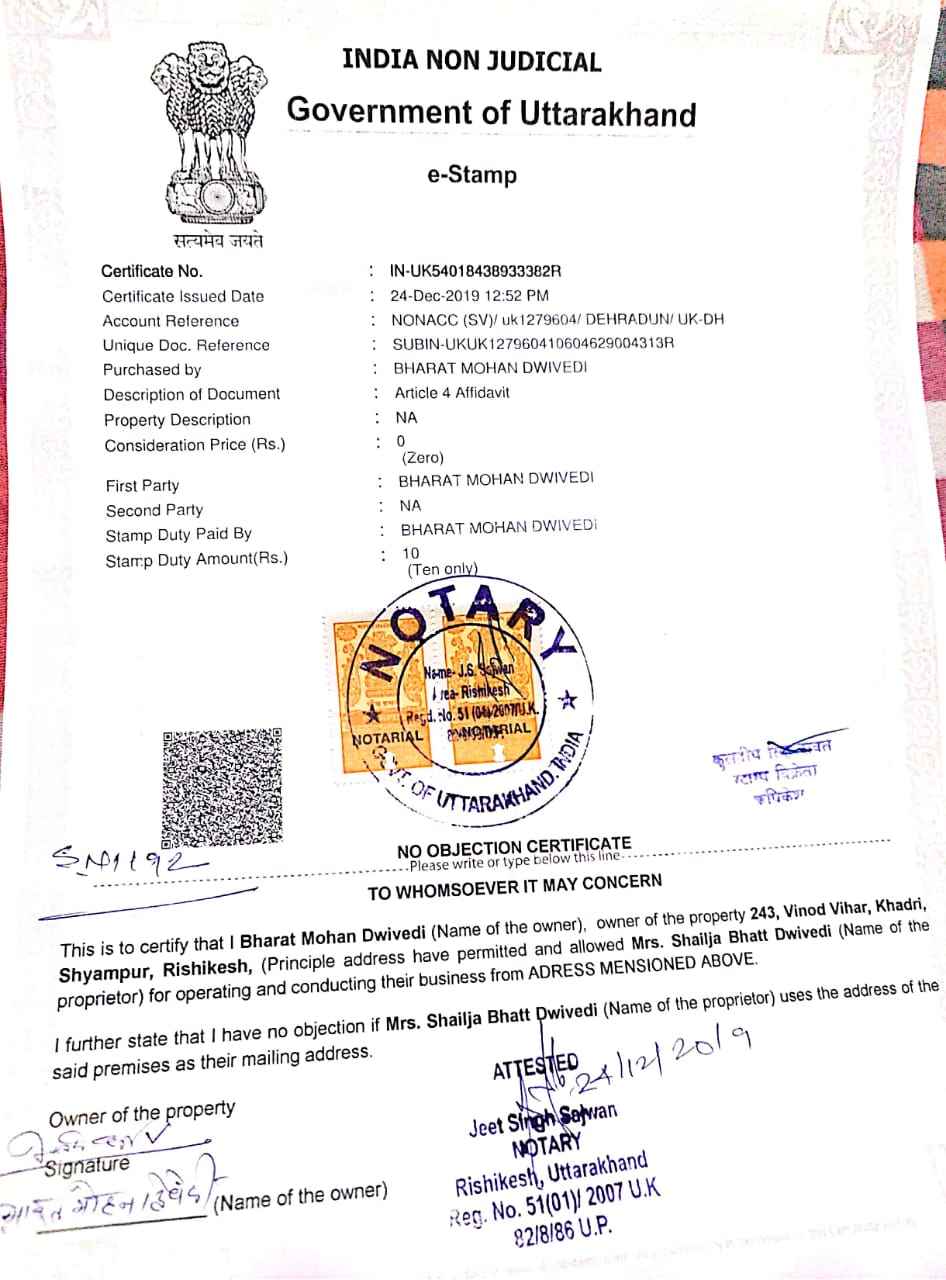 INDIA NON JUDICIAL
Government of Uttarakhand
e-Stamp
सत्यमेव जयते
Certificate No. : IN-UK54018438933382R
Certificate Issued Date : 24-Dec-2019 12:52 PM
Account Reference : NONACC (SV)/ uk1279604/ DEHRADUN/ UK-DH
Unique Doc. Reference : SUBIN-UKUK127960410604629004313R
Purchased by : BHARAT MOHAN DWIVEDI
Description of Document : Article 4 Affidavit
Property Description : NA
Consideration Price (Rs.) : 0
(Zero)
First Party : BHARAT MOHAN DWIVEDI
Second Party : NA
Stamp Duty Paid By : BHARAT MOHAN DWIVEDI
Stamp Duty Amount(Rs.) : 10
(Ten only)
NOTARY
Name- J.S. Sajwan
Area- Rishikesh
Regd. No. 51 (01)/2007/U.K.
NOTARIAL NOTARIAL
GOVT. OF UTTARAKHAND. INDIA
स्टाम्प विक्रेता
ऋषिकेश
NO OBJECTION CERTIFICATE
Please write or type below this line
TO WHOMSOEVER IT MAY CONCERN
This is to certify that I Bharat Mohan Dwivedi (Name of the owner), owner of the property 243, Vinod Vihar, Khadri,
Shyampur, Rishikesh, (Principle address have permitted and allowed Mrs. Shailja Bhatt Dwivedi (Name of the
proprietor) for operating and conducting their business from ADRESS MENSIONED ABOVE.
I further state that I have no objection if Mrs. Shailja Bhatt Dwivedi (Name of the proprietor) uses the address of the
said premises as their mailing address.
ATTESTED
24/12/2019
Jeet Singh Sajwan
NOTARY
Rishikesh, Uttarakhand
Reg. No. 51(01)/ 2007 U.K
82/8/86 U.P.
Owner of the property
Signature
भारत मोहन द्विवेदी (Name of the owner)